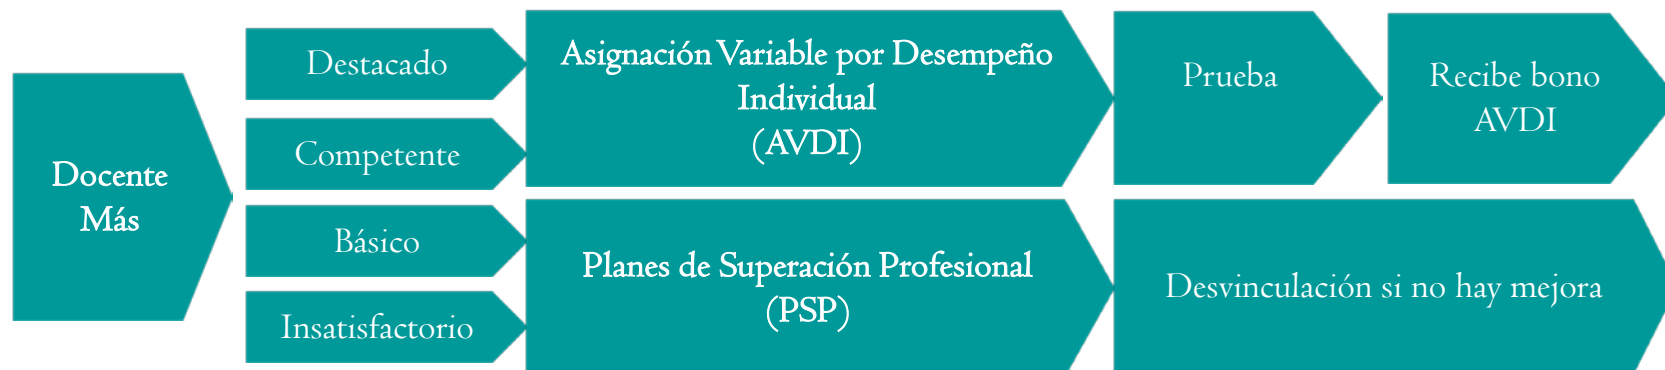 Docente
Más
Destacado
Competente
Básico
Insatisfactorio
Asignación Variable por Desempeño
Individual
(AVDI)
Prueba
Recibe bono
AVDI
Planes de Superación Profesional
(PSP)
Desvinculación si no hay mejora